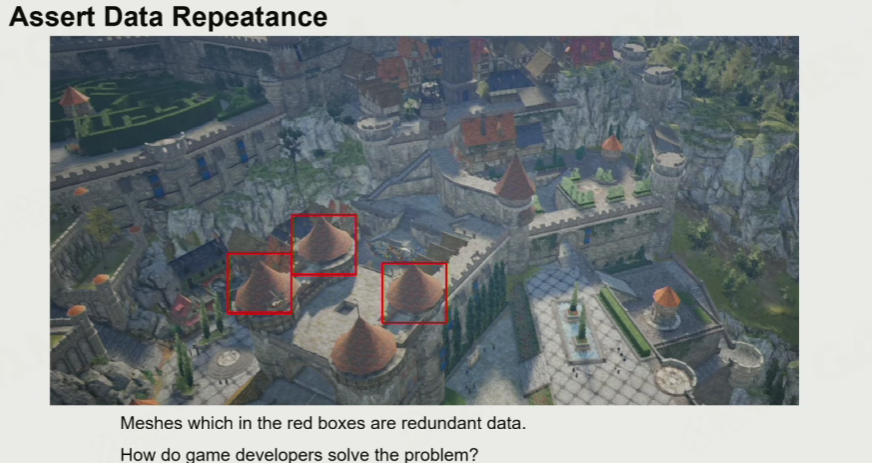 Assert Data Repeatance
Meshes which in the red boxes are redundant data.
How do game developers solve the problem?